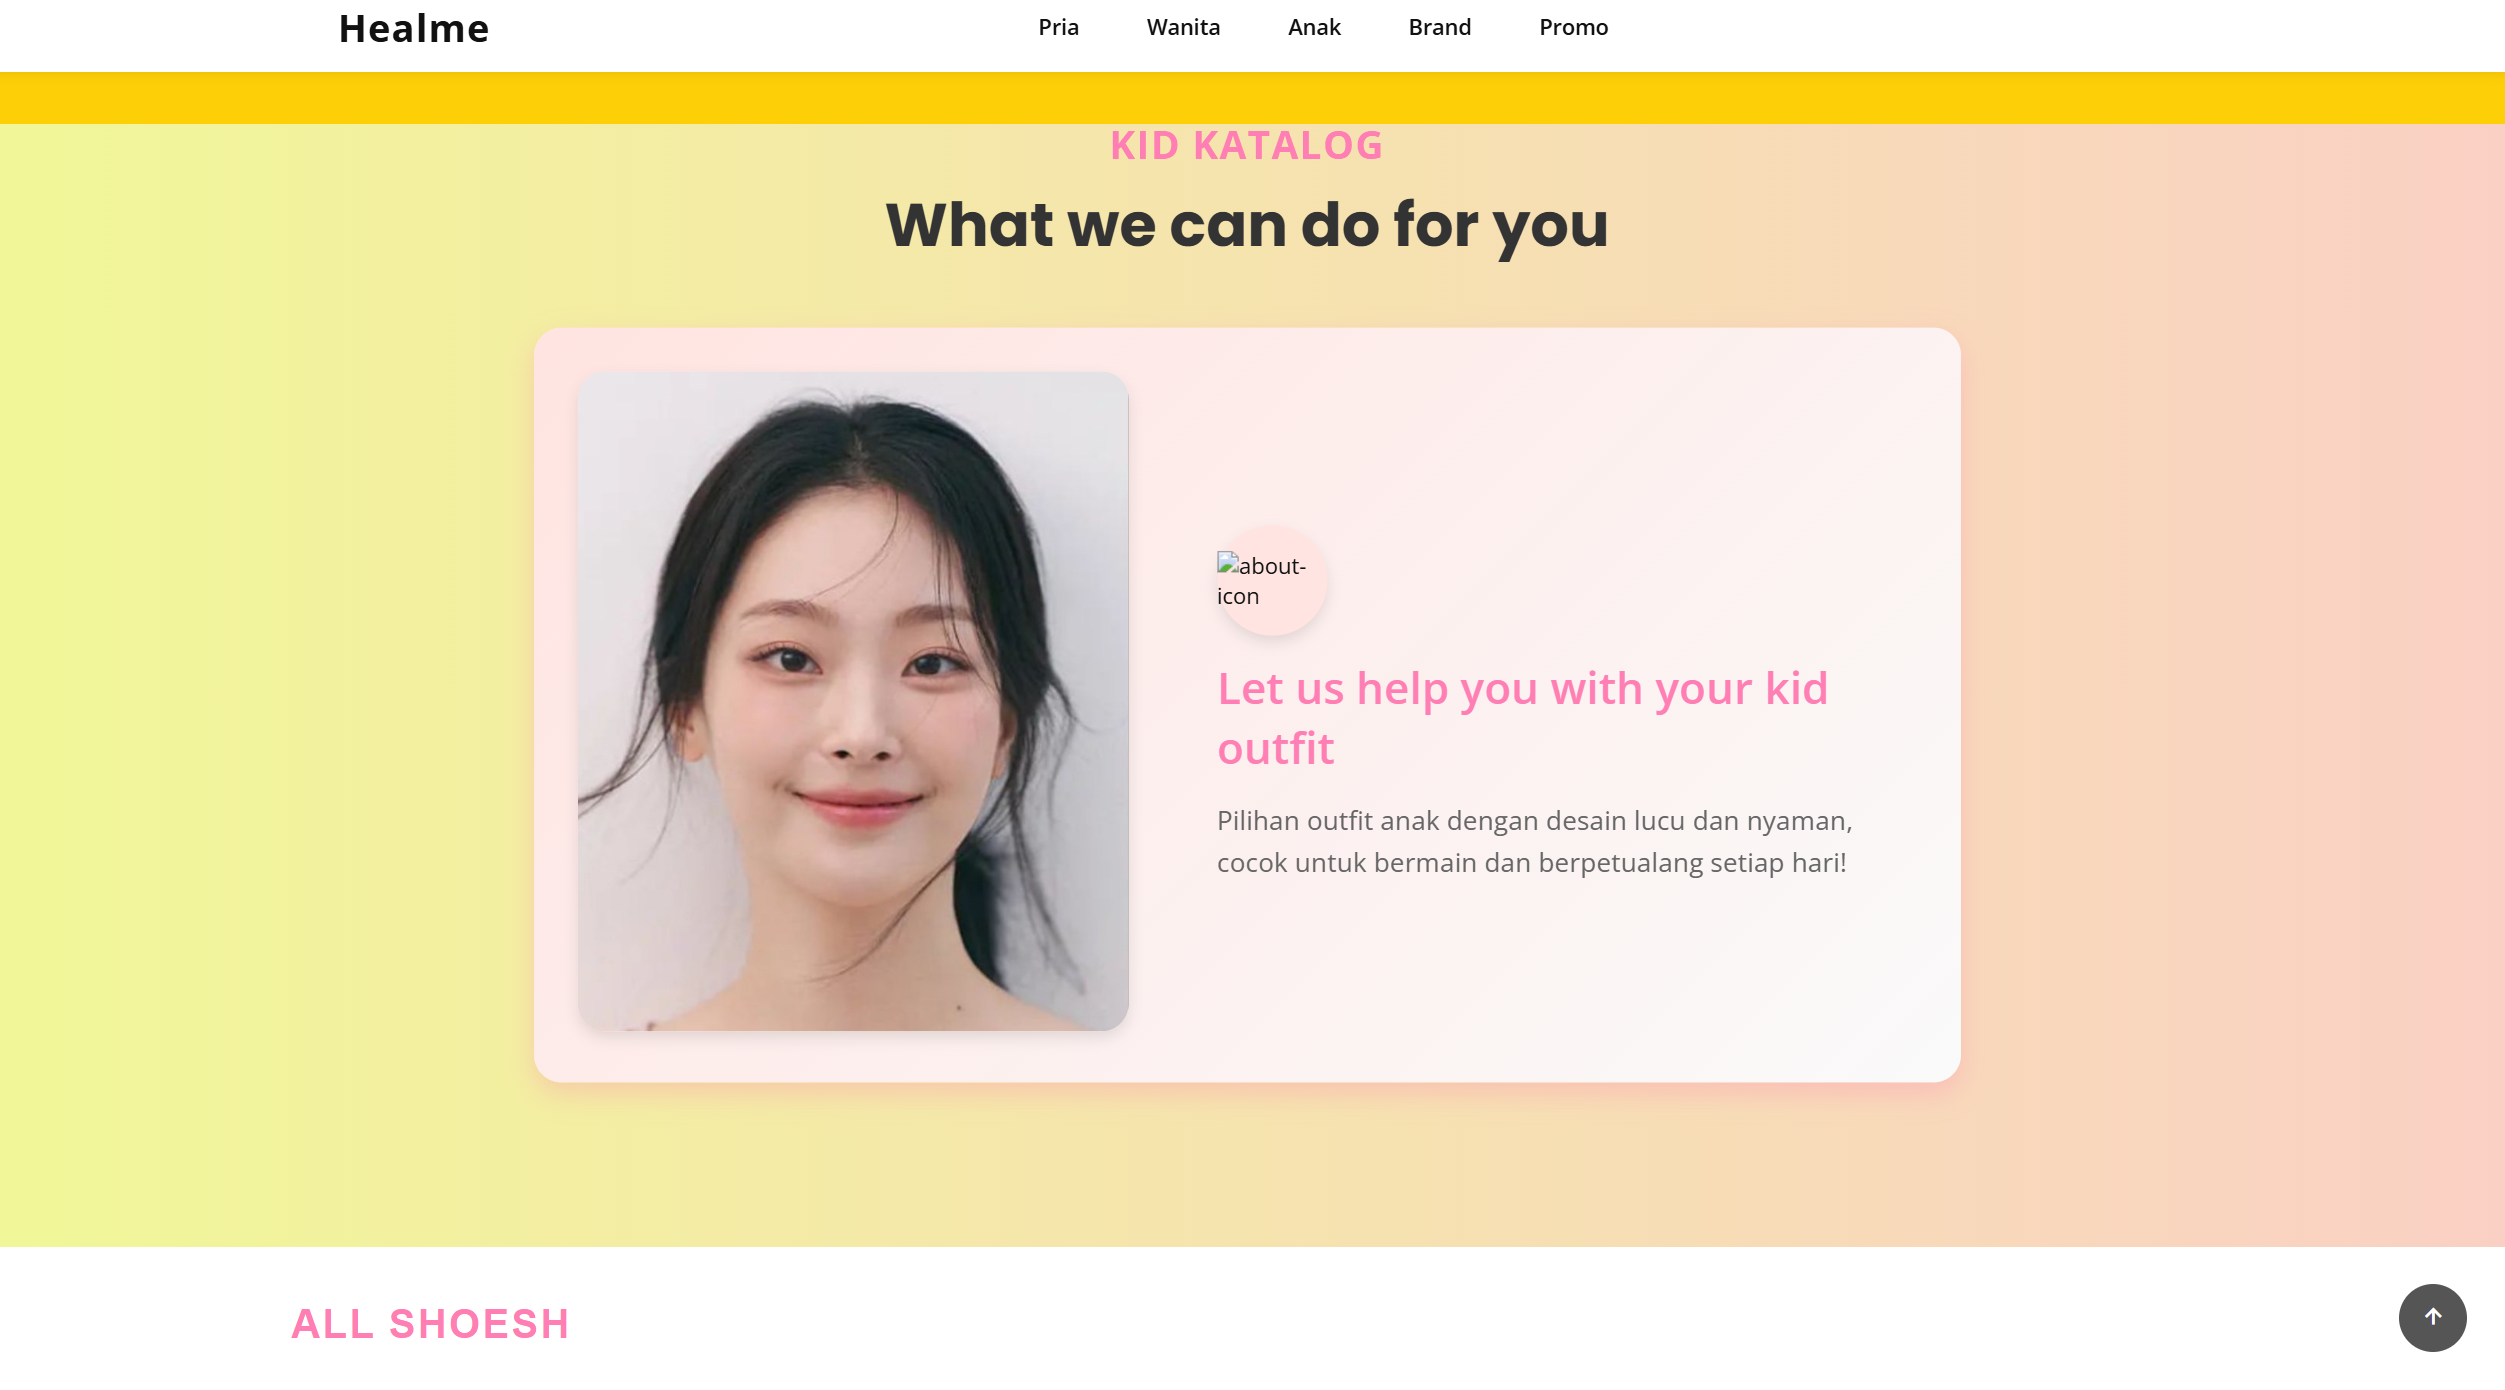 Healme
Pria Wanita Anak Brand Promo
KID KATALOG
What we can do for you
about-
icon
Let us help you with your kid
outfit
Pilihan outfit anak dengan desain lucu dan nyaman,
cocok untuk bermain dan berpetualang setiap hari!
ALL SHOESH